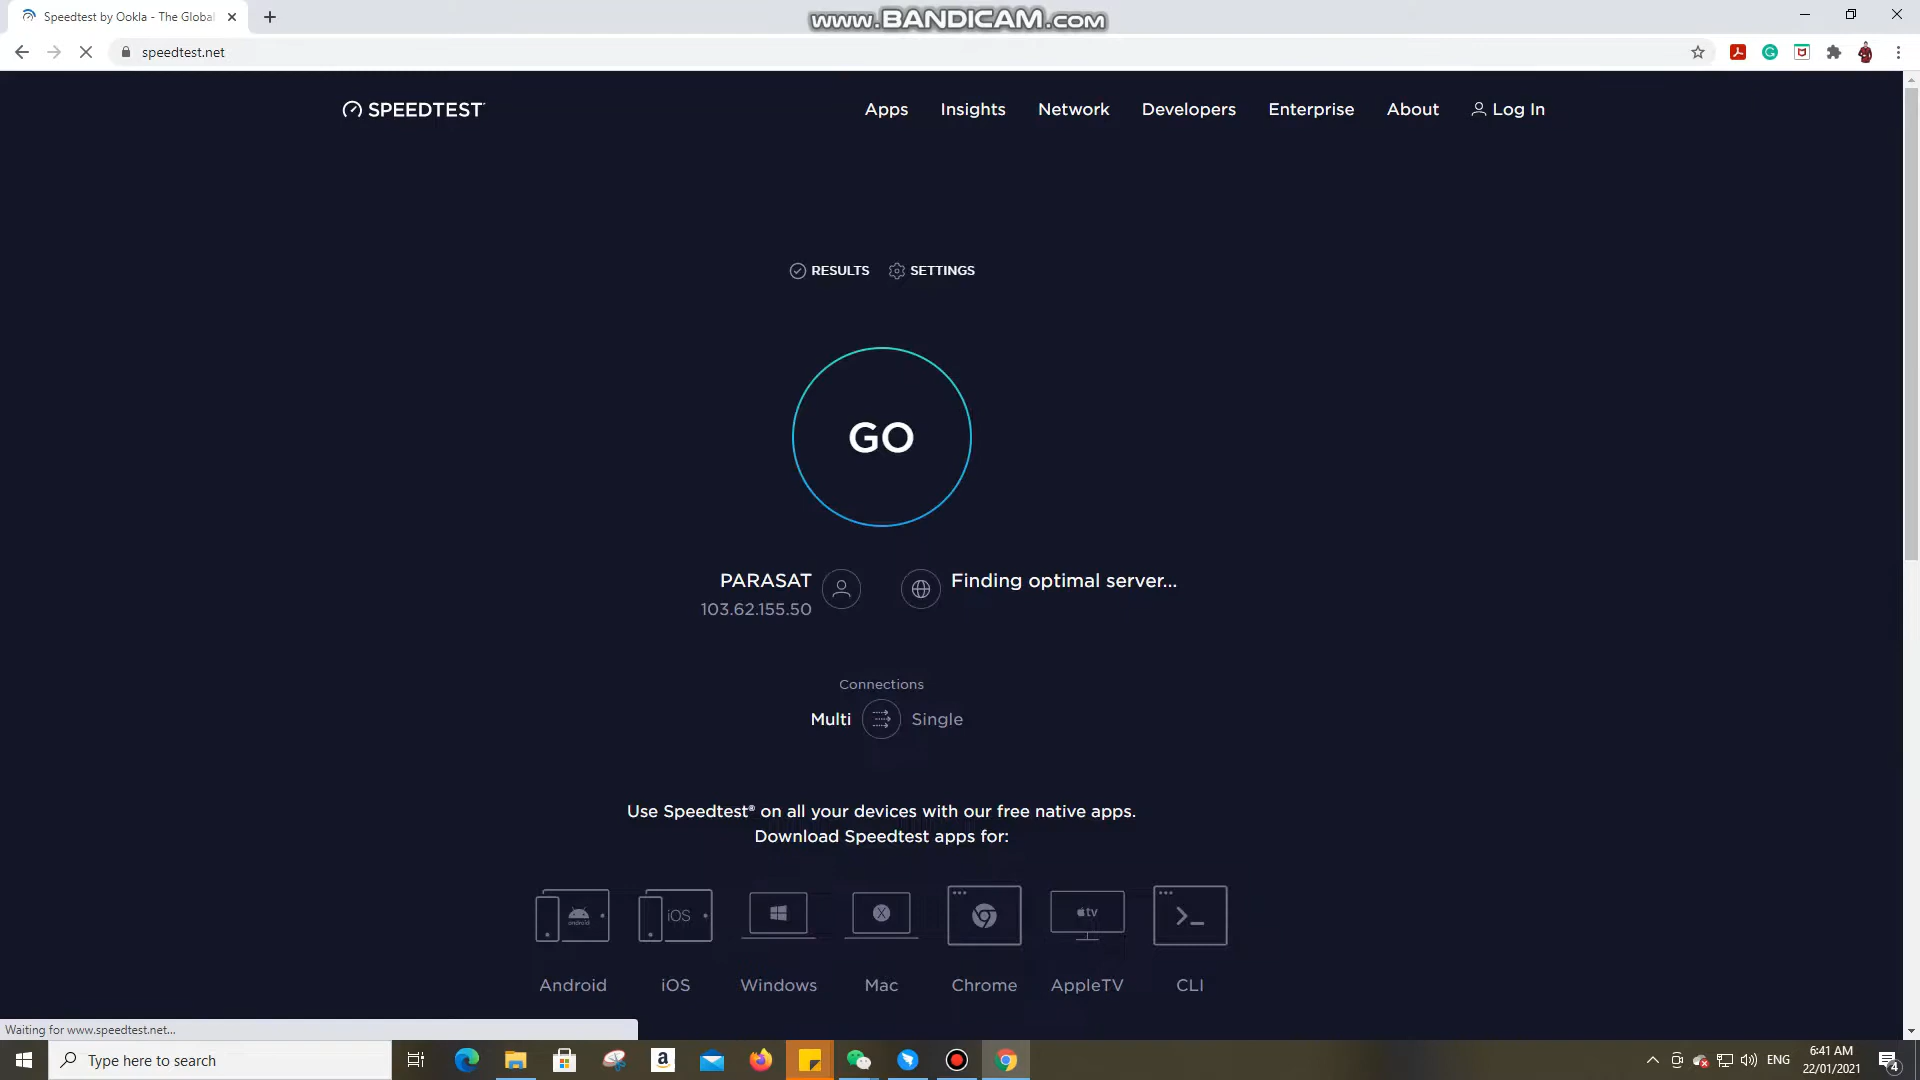 Speedtest by Ookla - The Global
www.BANDICAM.com
speedtest.net
SPEEDTEST
Apps Insights Network Developers Enterprise About Log In
RESULTS SETTINGS
GO
PARASAT
103.62.155.50
Finding optimal server...
Connections
Multi Single
Use Speedtest® on all your devices with our free native apps.
Download Speedtest apps for:
android iOS X tv
Android iOS Windows Mac Chrome AppleTV CLI
Waiting for www.speedtest.net...
Type here to search
ENG
6:41 AM
22/01/2021
4